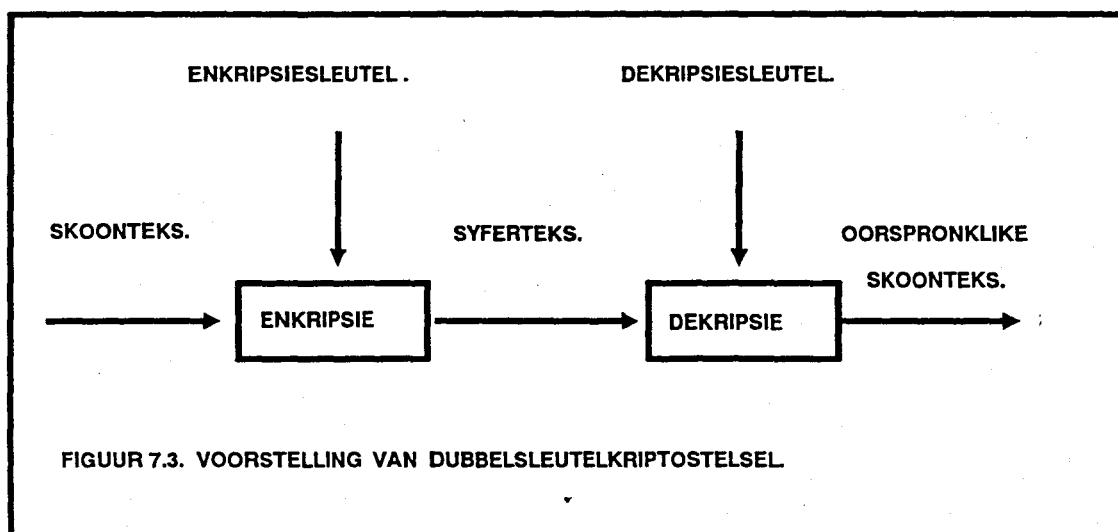 ENKRIPSIESLEUTEL.
DEKRIPSIESLEUTEL.
SKOONTEKS.
SYFERTEKS.
OORSPRONKLIKE
SKOONTEKS.
ENKRIPSIE
DEKRIPSIE
FIGUUR 7.3. VOORSTELLING VAN DUBBELSLEUTELKRIPTOSTELSEL.